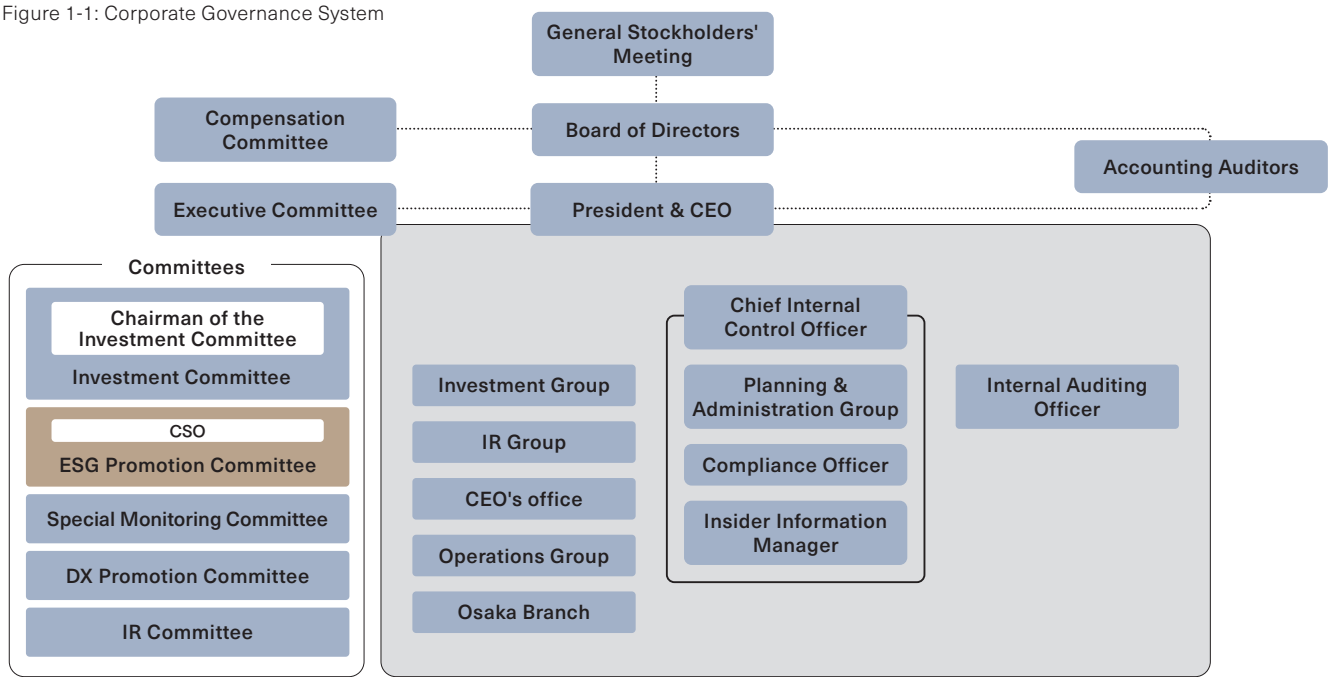 Figure 1-1: Corporate Governance System
General Stockholders'
Meeting
Compensation
Committee
Board of Directors
Accounting Auditors
Executive Committee
President & CEO
Committees
Chairman of the
Investment Committee
Investment Committee
CSO
ESG Promotion Committee
Special Monitoring Committee
DX Promotion Committee
IR Committee
Investment Group
IR Group
CEO's office
Operations Group
Osaka Branch
Chief Internal
Control Officer
Planning &
Administration Group
Compliance Officer
Insider Information
Manager
Internal Auditing
Officer